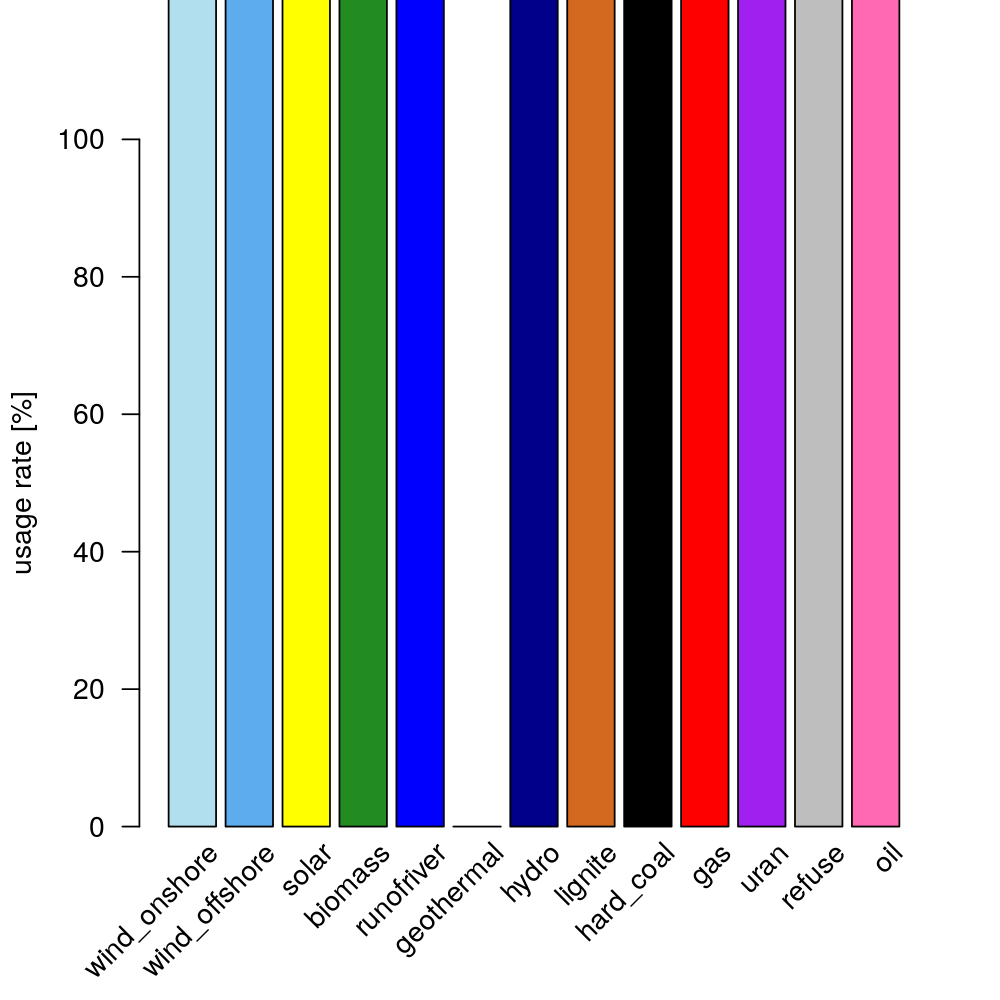 100
80
60
40
20
0
usage rate [%]
wind_onshore
wind_offshore
solar
biomass
runofriver
geothermal
hydro
lignite
hard_coal
gas
uran
refuse
oil